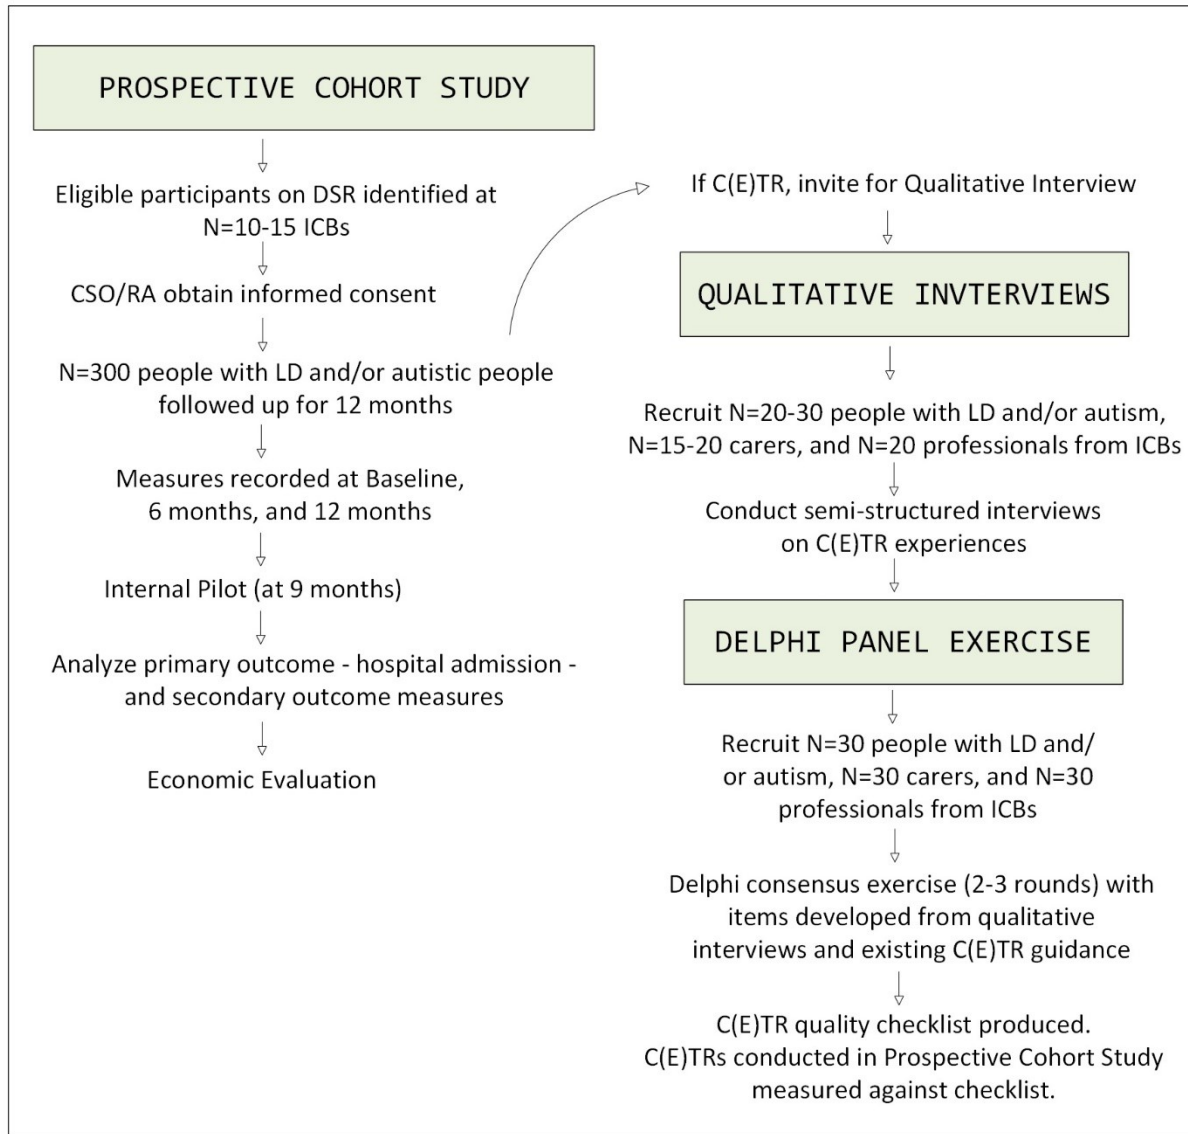 PROSPECTIVE COHORT STUDY
Eligible participants on DSR identified at
N=10-15 ICBs
CSO/RA obtain informed consent
N=300 people with LD and/or autistic people
followed up for 12 months
Measures recorded at Baseline,
6 months, and 12 months
Internal Pilot (at 9 months)
Analyze primary outcome - hospital admission -
and secondary outcome measures
Economic Evaluation
If C(E)TR, invite for Qualitative Interview
QUALITATIVE INVTERVIEWS
Recruit N=20-30 people with LD and/or autism,
N=15-20 carers, and N=20 professionals from ICBs
Conduct semi-structured interviews
on C(E)TR experiences
DELPHI PANEL EXERCISE
Recruit N=30 people with LD and/
or autism, N=30 carers, and N=30
professionals from ICBs
Delphi consensus exercise (2-3 rounds) with
items developed from qualitative
interviews and existing C(E)TR guidance
C(E)TR quality checklist produced.
C(E)TRs conducted in Prospective Cohort Study
measured against checklist.